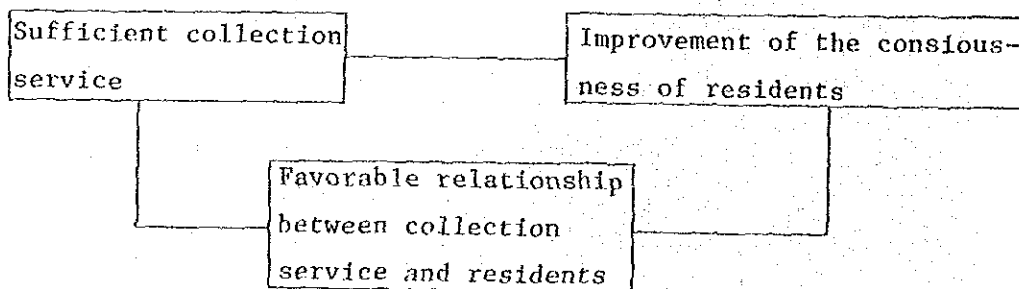 Sufficient collection
service
Improvement of the consious-
ness of residents
Favorable relationship
between collection
service and residents